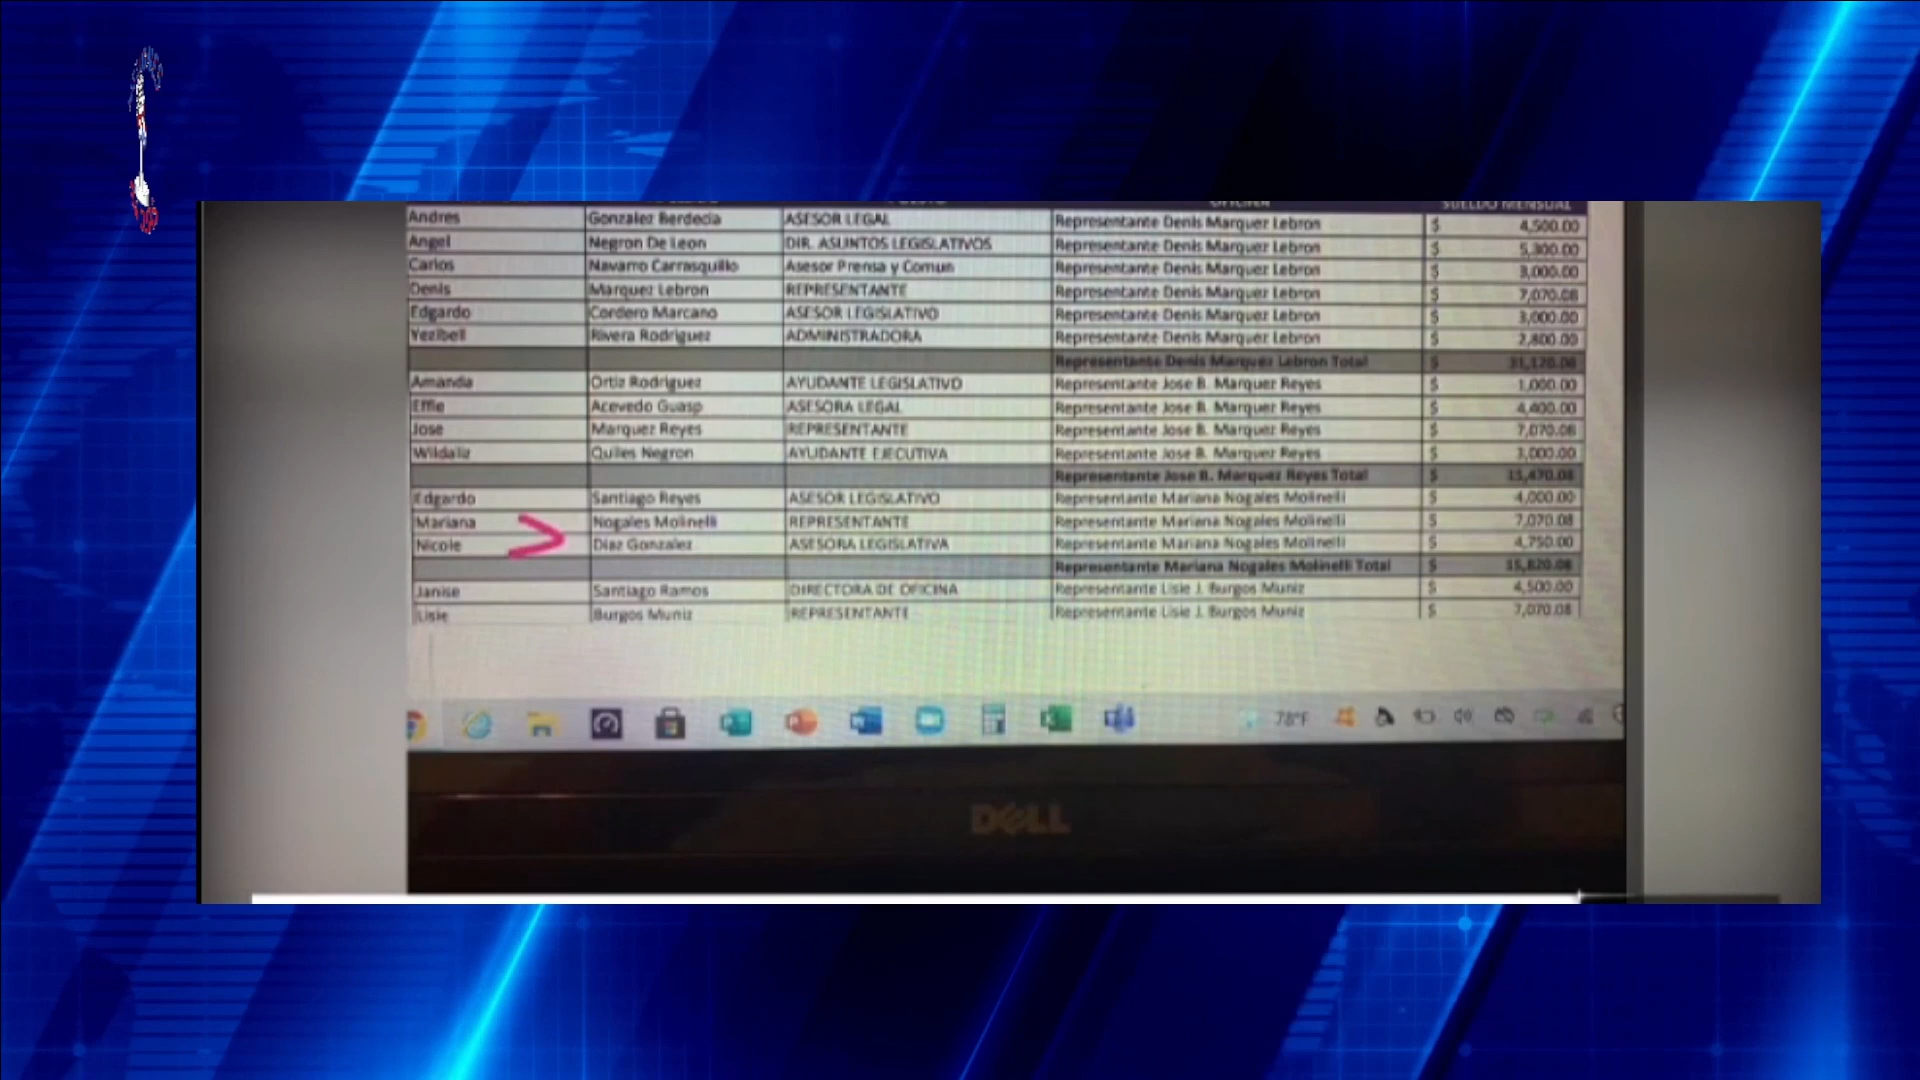 SUELDO MENSUAL
Andres Gonzalez Berdecia ASESOR LEGAL Representante Denis Marquez Lebron $ 4,500.00
Angel Negron De Leon DIR. ASUNTOS LEGISLATIVOS Representante Denis Marquez Lebron $ 5,300.00
Carlos Navarro Carrasquillo Asesor Prensa y Comun Representante Denis Marquez Lebron $ 3,000.00
Denis Marquez Lebron REPRESENTANTE Representante Denis Marquez Lebron $ 7,070.08
Edgardo Cordero Marcano ASESOR LEGISLATIVO Representante Denis Marquez Lebron $ 3,000.00
Yezibell Rivera Rodriguez ADMINISTRADORA Representante Denis Marquez Lebron $ 2,800.00
Representante Denis Marquez Lebron Total $
Amanda Ortiz Rodriguez AYUDANTE LEGISLATIVO Representante Jose B. Marquez Reyes $ 1,000.00
Effie Acevedo Guasp ASESORA LEGAL Representante Jose B. Marquez Reyes $ 4,400.00
Jose Marquez Reyes REPRESENTANTE Representante Jose B. Marquez Reyes $ 7,070.08
Wildaliz Quiles Negron AYUDANTE EJECUTIVA Representante Jose B. Marquez Reyes $ 3,000.00
Representante Jose B. Marquez Reyes Total $ 15,470.08
Edgardo Santiago Reyes ASESOR LEGISLATIVO Representante Mariana Nogales Molinelli $ 4,000.00
Mariana Nogales Molinelli REPRESENTANTE Representante Mariana Nogales Molinelli $ 7,070.08
Nicole Diaz Gonzalez ASESORA LEGISLATIVA Representante Mariana Nogales Molinelli $ 4,750.00
Representante Mariana Nogales Molinelli Total $ 15,820.08
Janise Santiago Ramos DIRECTORA DE OFICINA Representante Lisie J. Burgos Muniz $ 4,500.00
Lisie Burgos Muniz REPRESENTANTE Representante Lisie J. Burgos Muniz $ 7,070.08
78°F
DELL